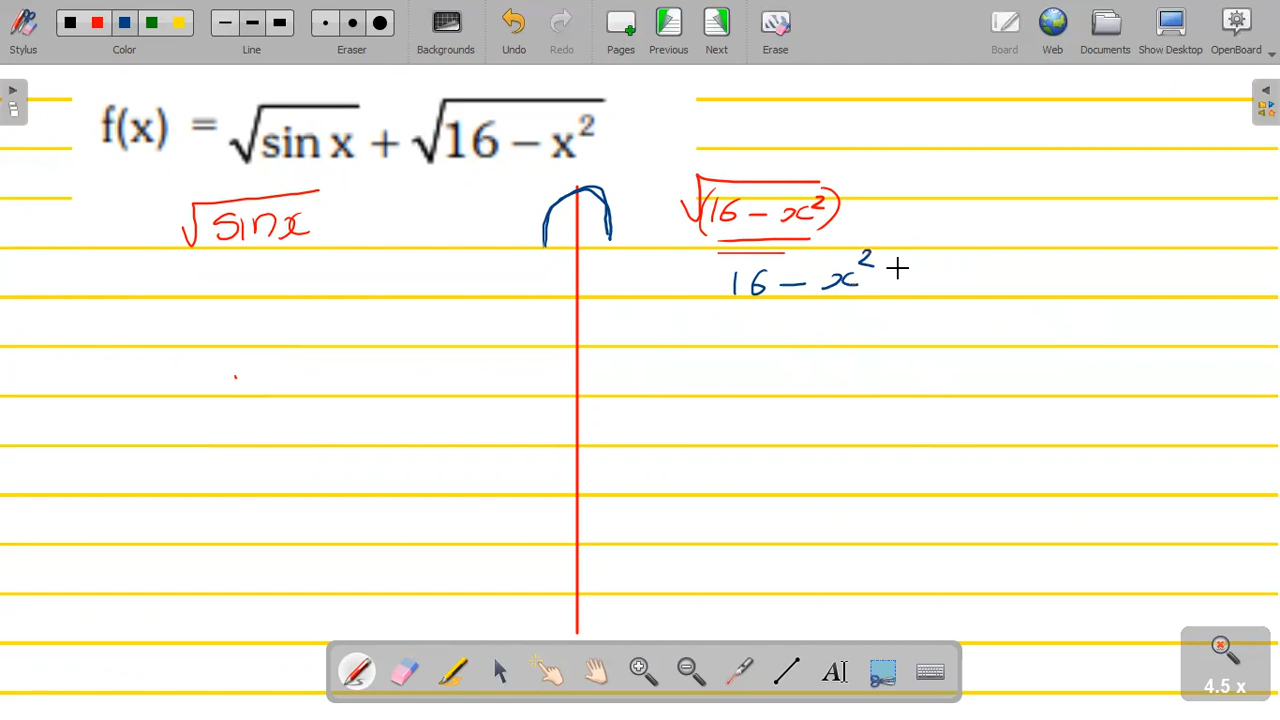 Stylus Color Line Eraser Backgrounds Undo Redo Pages Previous Next Erase Board Web Documents Show Desktop OpenBoard
f(x) = √sin x + √16 − x²
√sinx
√(16 − x²)
16 − x²
4.5 x